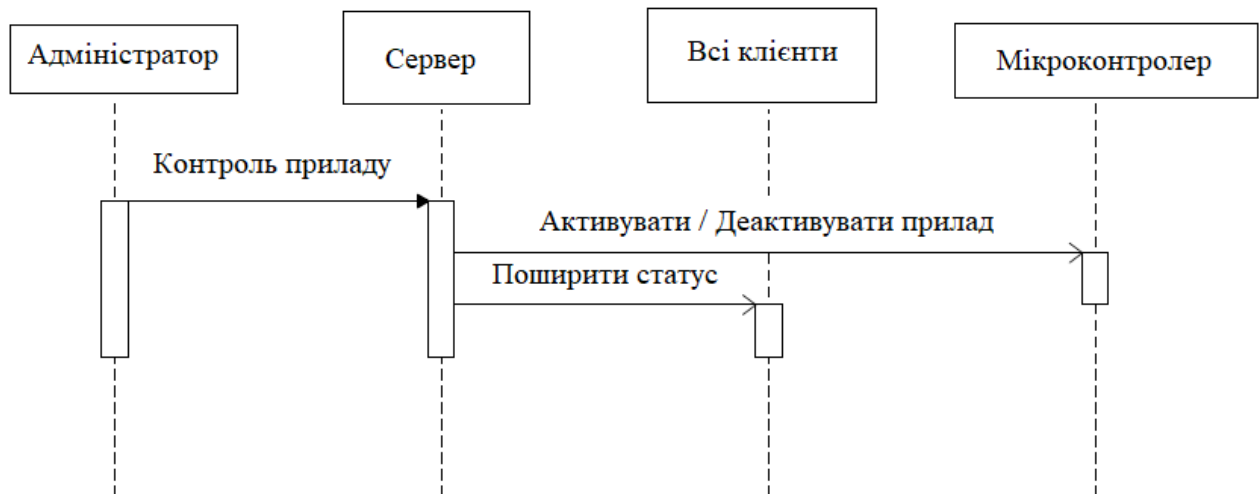 Адміністратор
Сервер
Всі клієнти
Мікроконтролер
Контроль приладу
Активувати / Деактивувати прилад
Поширити статус